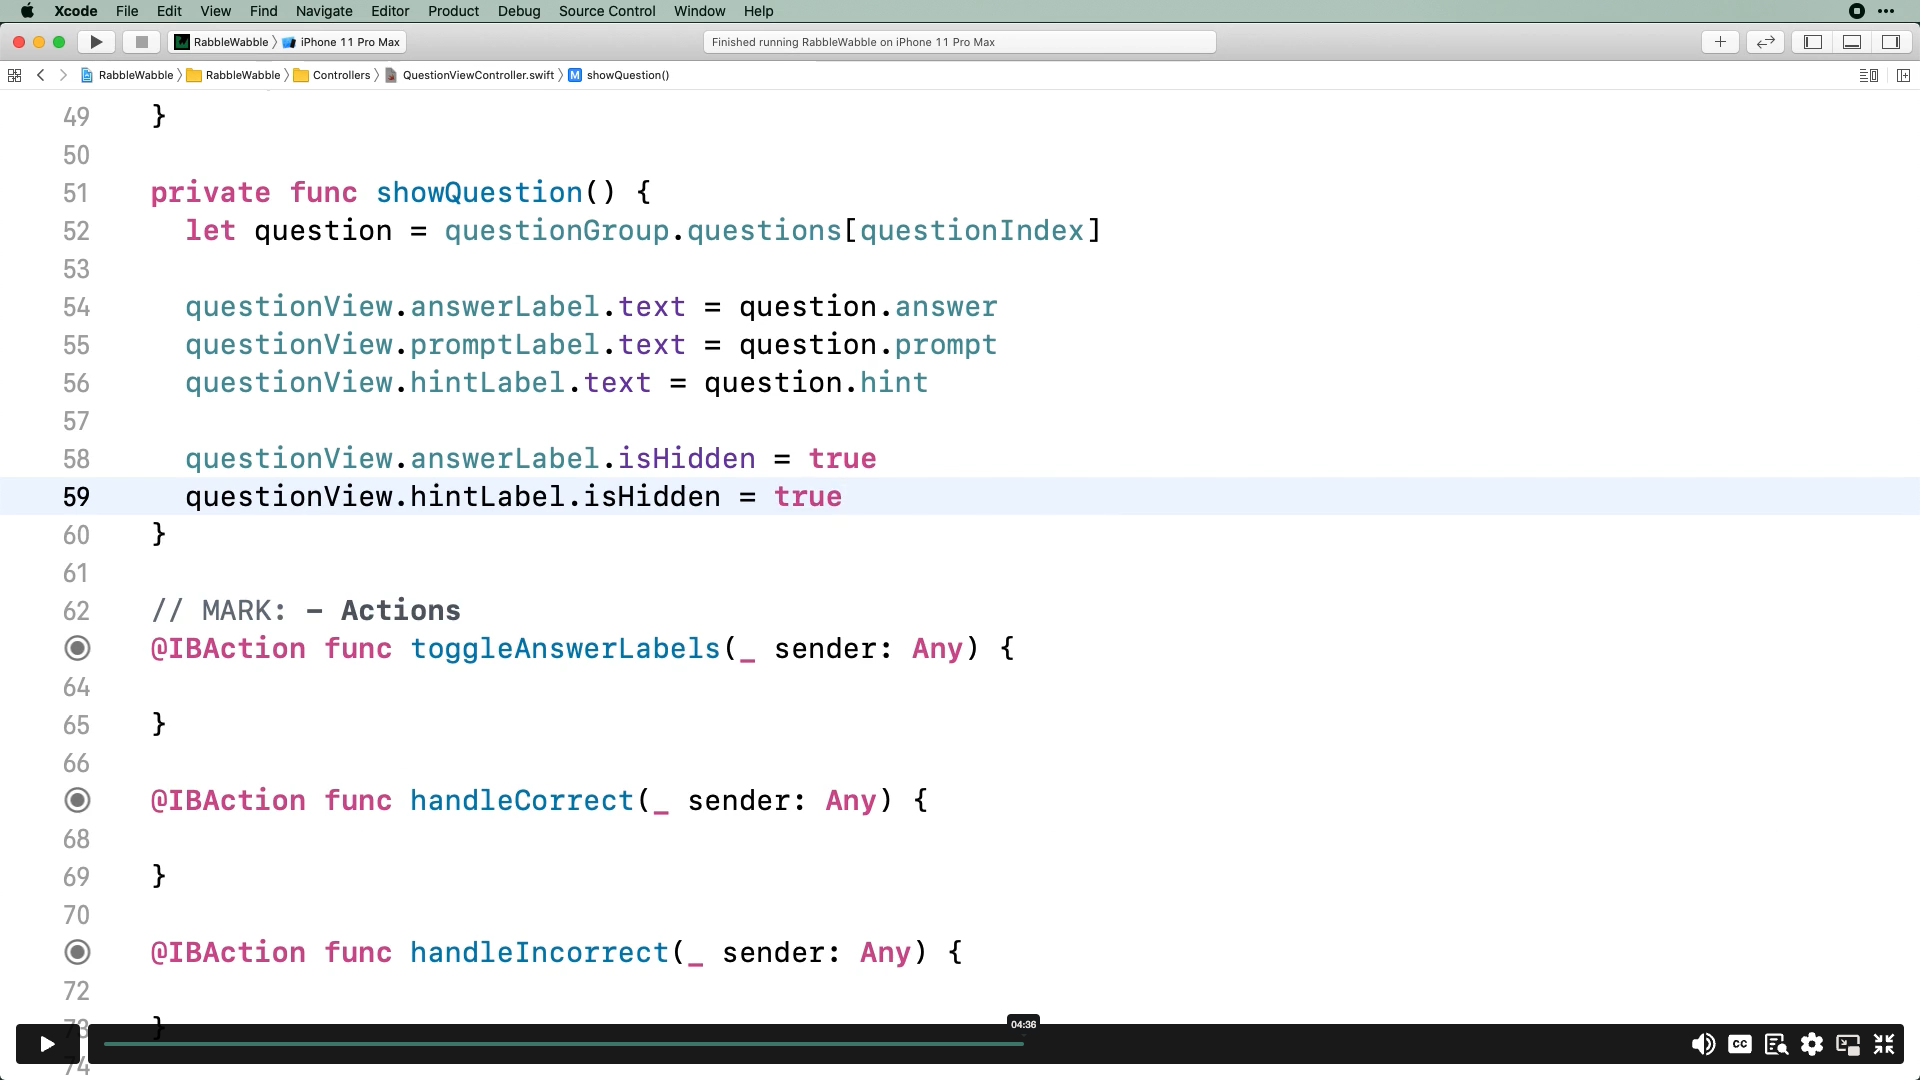 Xcode File Edit View Find Navigate Editor Product Debug Source Control Window Help
RabbleWabble iPhone 11 Pro Max
Finished running RabbleWabble on iPhone 11 Pro Max
RabbleWabble RabbleWabble Controllers QuestionViewController.swift M showQuestion()
49 }
50
51 private func showQuestion() {
52 let question = questionGroup.questions[questionIndex]
53
54 questionView.answerLabel.text = question.answer
55 questionView.promptLabel.text = question.prompt
56 questionView.hintLabel.text = question.hint
57
58 questionView.answerLabel.isHidden = true
59 questionView.hintLabel.isHidden = true
60 }
61
62 // MARK: - Actions
@IBAction func toggleAnswerLabels(_ sender: Any) {
64
65 }
66
@IBAction func handleCorrect(_ sender: Any) {
68
69 }
70
@IBAction func handleIncorrect(_ sender: Any) {
72
73 }
04:36
CC
74